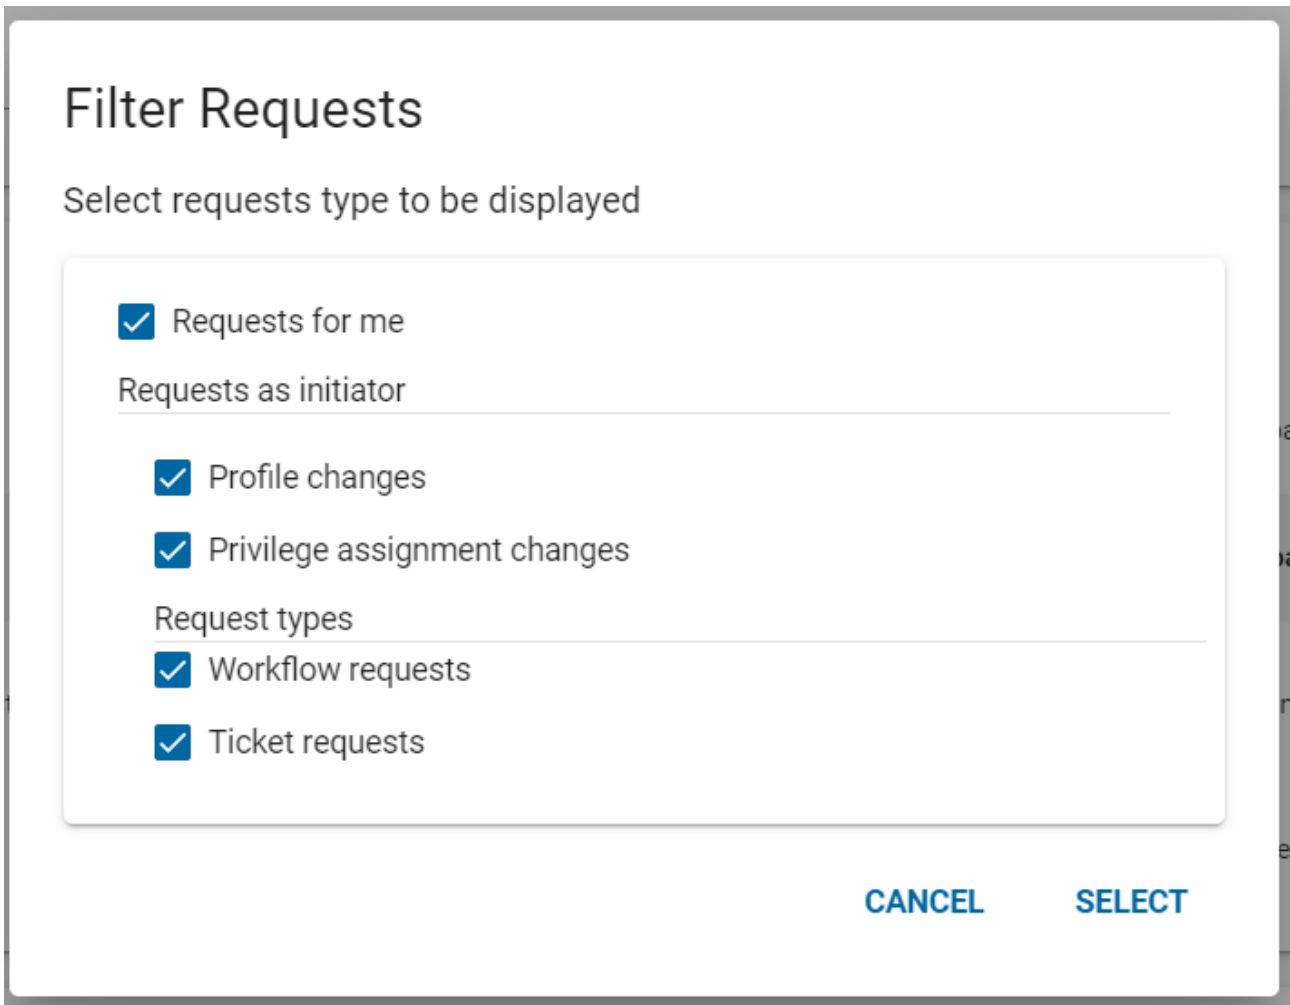 Filter Requests
Select requests type to be displayed
Requests for me
Requests as initiator
Profile changes
Privilege assignment changes
Request types
Workflow requests
Ticket requests
CANCEL
SELECT